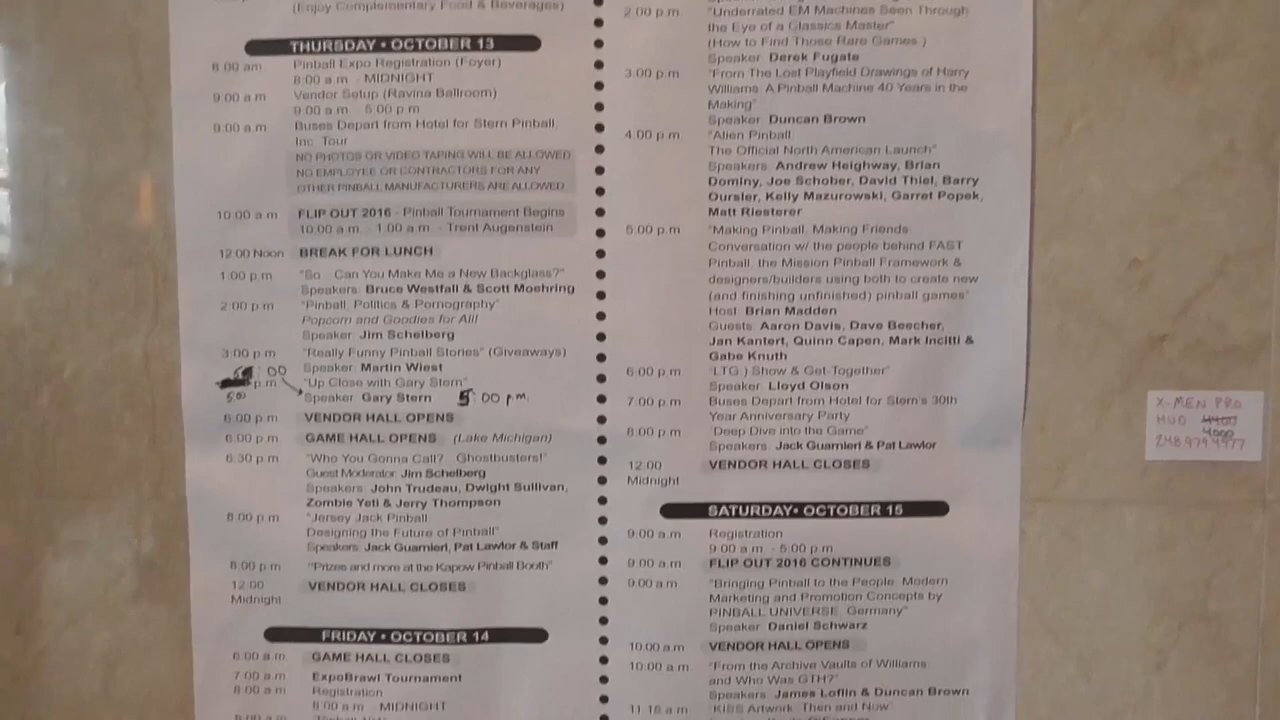 (Enjoy Complementary Food & Beverages)
THURSDAY • OCTOBER 13
8:00 am Pinball Expo Registration (Foyer)
8:00 a.m. - MIDNIGHT
9:00 a.m Vendor Setup (Ravina Ballroom)
9:00 a.m. 5:00 p.m
9:00 a.m Buses Depart from Hotel for Stern Pinball,
Inc. Tour
NO PHOTOS OR VIDEO TAPING WILL BE ALLOWED
NO EMPLOYEE OR CONTRACTORS FOR ANY
OTHER PINBALL MANUFACTURERS ARE ALLOWED
10:00 a.m FLIP OUT 2016 - Pinball Tournament Begins
10:00 a.m. - 1:00 a.m. - Trent Augenstein
12:00 Noon BREAK FOR LUNCH
1:00 p.m "So... Can You Make Me a New Backglass?"
Speakers: Bruce Westfall & Scott Moehring
2:00 p.m "Pinball, Politics & Pornography"
Popcorn and Goodies for All!
Speaker: Jim Schelberg
3:00 p.m "Really Funny Pinball Stories" (Giveaways)
Speaker: Martin Wiest
:00 p.m "Up Close with Gary Stern"
5:00 Speaker: Gary Stern 5:00 p.m.
6:00 p.m VENDOR HALL OPENS
6:00 p.m. GAME HALL OPENS (Lake Michigan)
6:30 p.m "Who You Gonna Call? Ghostbusters!"
Guest Moderator: Jim Schelberg
Speakers: John Trudeau, Dwight Sullivan,
Zombie Yeti & Jerry Thompson
8:00 p.m "Jersey Jack Pinball
Designing the Future of Pinball"
Speakers: Jack Guarnieri, Pat Lawlor & Staff
8:00 p.m "Prizes and more at the Kapow Pinball Booth"
12:00 VENDOR HALL CLOSES
Midnight
FRIDAY • OCTOBER 14
6:00 a.m. GAME HALL CLOSES
7:00 a.m ExpoBrawl Tournament
8:00 a.m Registration
8:00 a.m - MIDNIGHT
2:00 p.m. "Underrated EM Machines Seen Through
the Eye of a Classics Master"
(How to Find Those Rare Games.)
Speaker: Derek Fugate
3:00 p.m "From The Lost Playfield Drawings of Harry
Williams: A Pinball Machine 40 Years in the
Making"
Speaker: Duncan Brown
4:00 p.m. "Alien Pinball:
The Official North American Launch"
Speakers: Andrew Heighway, Brian
Dominy, Joe Schober, David Thiel, Barry
Oursler, Kelly Mazurowski, Garret Popek,
Matt Riesterer
5:00 p.m "Making Pinball, Making Friends
Conversation w/ the people behind FAST
Pinball, the Mission Pinball Framework &
designers/builders using both to create new
(and finishing unfinished) pinball games"
Host: Brian Madden
Guests: Aaron Davis, Dave Beecher,
Jan Kantert, Quinn Capen, Mark Incitti &
Gabe Knuth
6:00 p.m "LTG :) Show & Get-Together"
Speaker: Lloyd Olson
7:00 p.m Buses Depart from Hotel for Stern's 30th
Year Anniversary Party
8:00 p.m "Deep Dive into the Game"
Speakers: Jack Guarnieri & Pat Lawlor
12:00 VENDOR HALL CLOSES
Midnight
SATURDAY • OCTOBER 15
9:00 a.m Registration
9:00 a.m. - 5:00 p.m
9:00 a.m FLIP OUT 2016 CONTINUES
9:00 a.m "Bringing Pinball to the People: Modern
Marketing and Promotion Concepts by
PINBALL UNIVERSE, Germany"
Speaker: Daniel Schwarz
10:00 a.m VENDOR HALL OPENS
10:00 a.m "From the Archive Vaults of Williams
and Who Was GTH?"
Speakers: James Loflin & Duncan Brown
11:15 a.m "KISS Artwork: Then and Now"
X-MEN PRO
HUO 4400
4000
248 979 4977